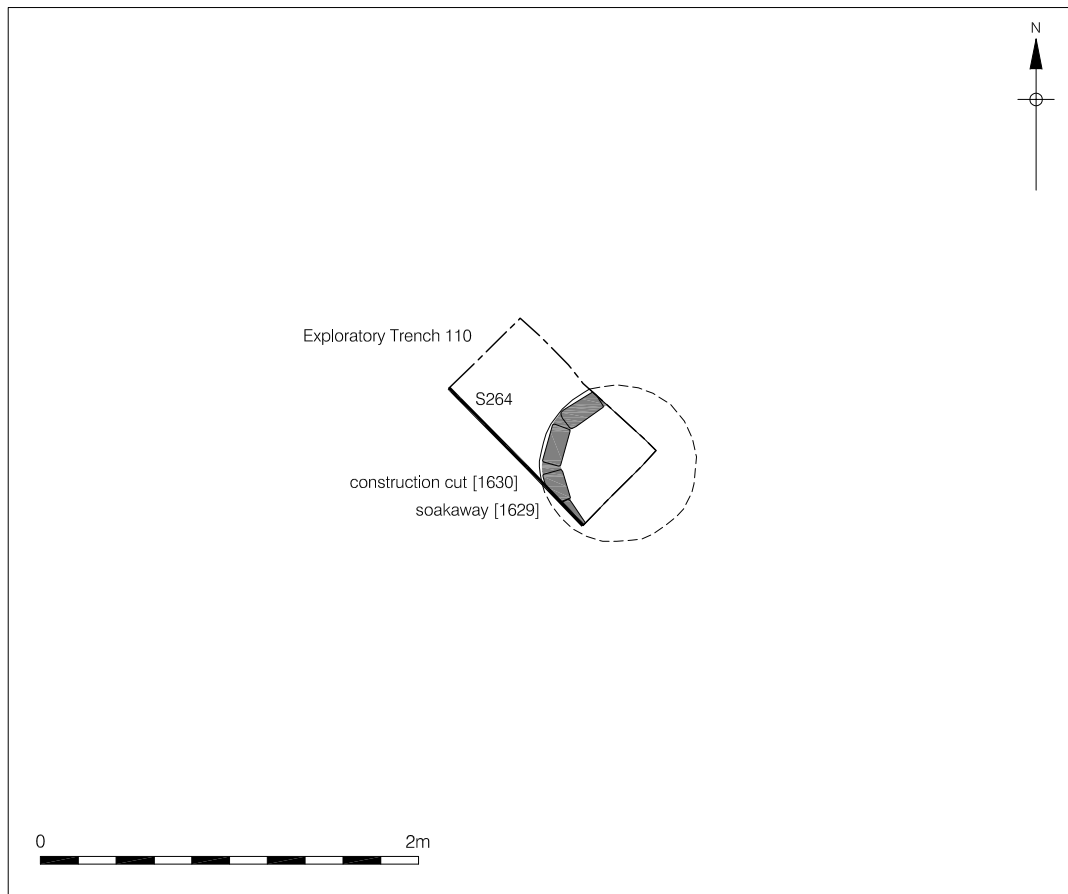 N
Exploratory Trench 110
S264
construction cut [1630]
soakaway [1629]
0 2m